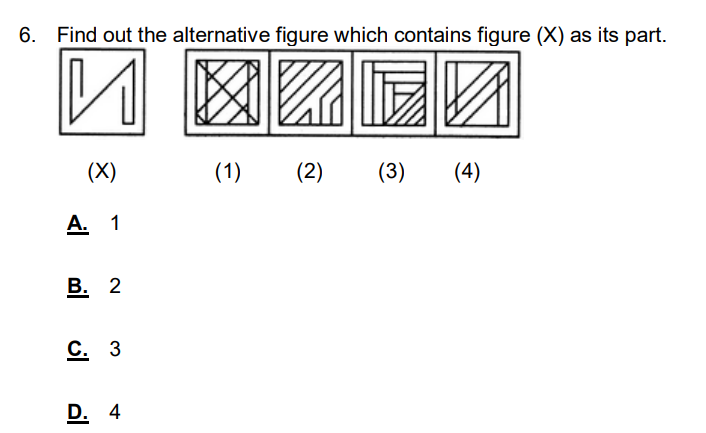 6. Find out the alternative figure which contains figure (X) as its part.
(X) (1) (2) (3) (4)
A. 1
B. 2
C. 3
D. 4